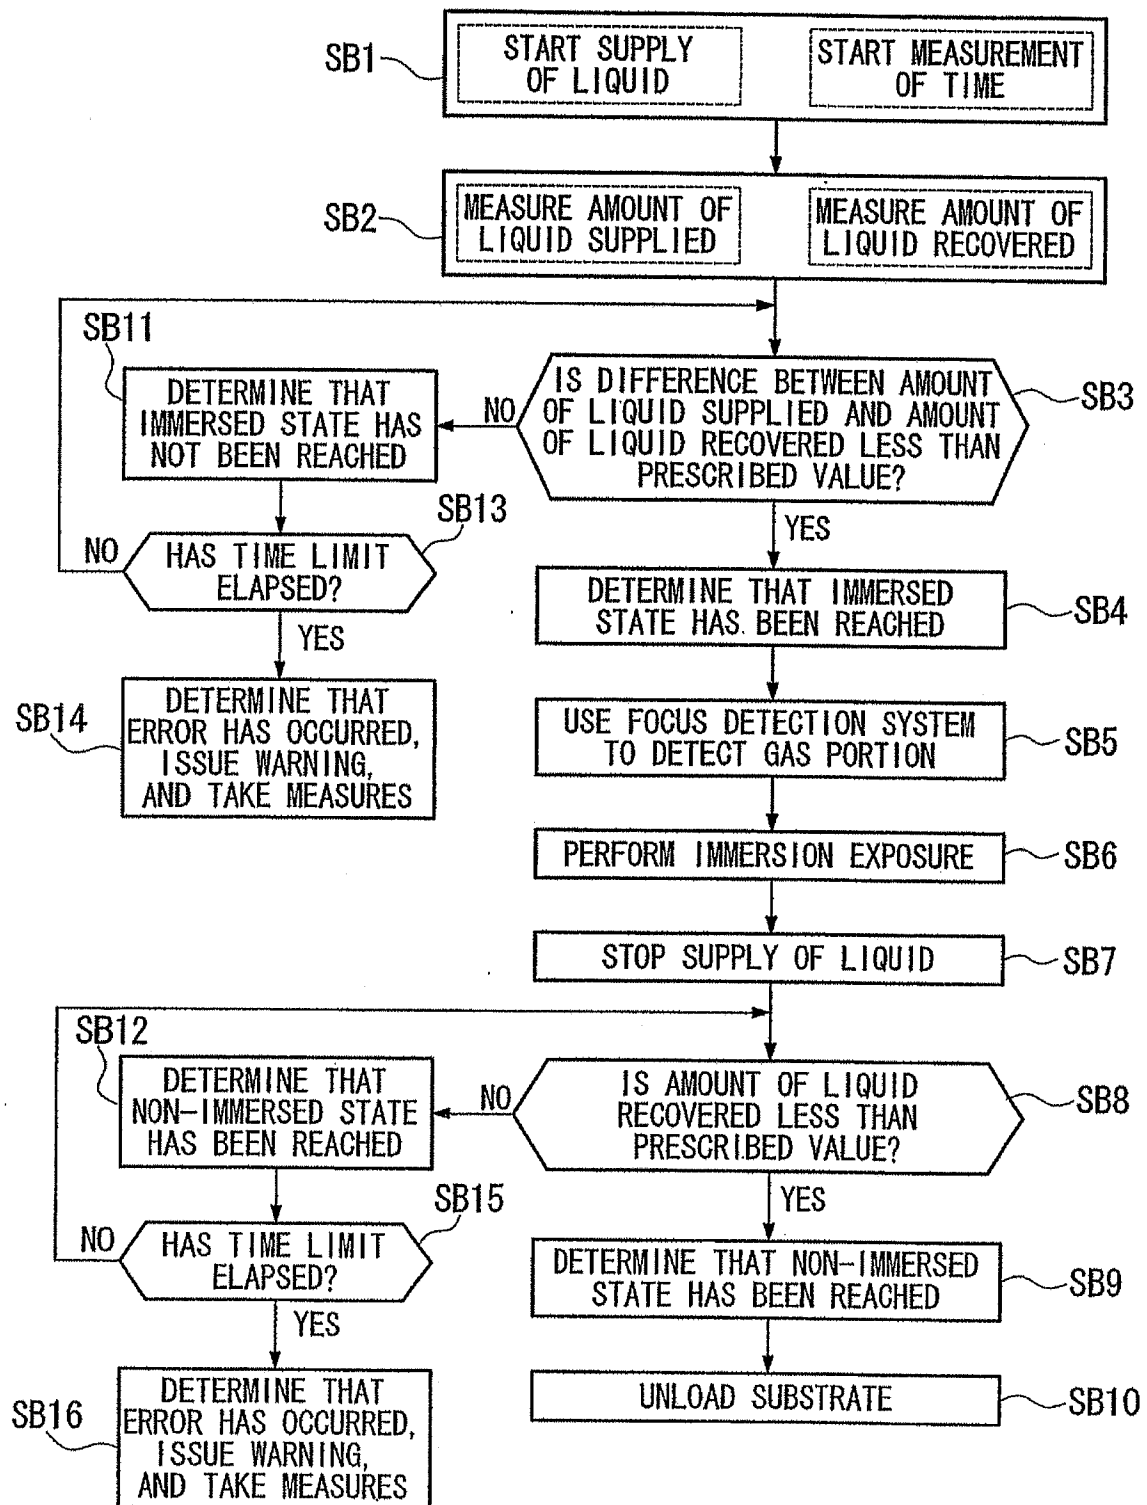 SB1
START SUPPLY
OF LIQUID
START MEASUREMENT
OF TIME
SB2
MEASURE AMOUNT OF
LIQUID SUPPLIED
MEASURE AMOUNT OF
LIQUID RECOVERED
SB3
IS DIFFERENCE BETWEEN AMOUNT
OF LIQUID SUPPLIED AND AMOUNT
OF LIQUID RECOVERED LESS THAN
PRESCRIBED VALUE?
NO
YES
SB11
DETERMINE THAT
IMMERSED STATE HAS
NOT BEEN REACHED
SB13
HAS TIME LIMIT
ELAPSED?
NO
YES
SB14
DETERMINE THAT
ERROR HAS OCCURRED,
ISSUE WARNING,
AND TAKE MEASURES
SB4
DETERMINE THAT IMMERSED
STATE HAS BEEN REACHED
SB5
USE FOCUS DETECTION SYSTEM
TO DETECT GAS PORTION
SB6
PERFORM IMMERSION EXPOSURE
SB7
STOP SUPPLY OF LIQUID
SB8
IS AMOUNT OF LIQUID
RECOVERED LESS THAN
PRESCRIBED VALUE?
NO
YES
SB12
DETERMINE THAT
NON-IMMERSED STATE
HAS BEEN REACHED
SB15
HAS TIME LIMIT
ELAPSED?
NO
YES
SB16
DETERMINE THAT
ERROR HAS OCCURRED,
ISSUE WARNING,
AND TAKE MEASURES
SB9
DETERMINE THAT NON-IMMERSED
STATE HAS BEEN REACHED
SB10
UNLOAD SUBSTRATE